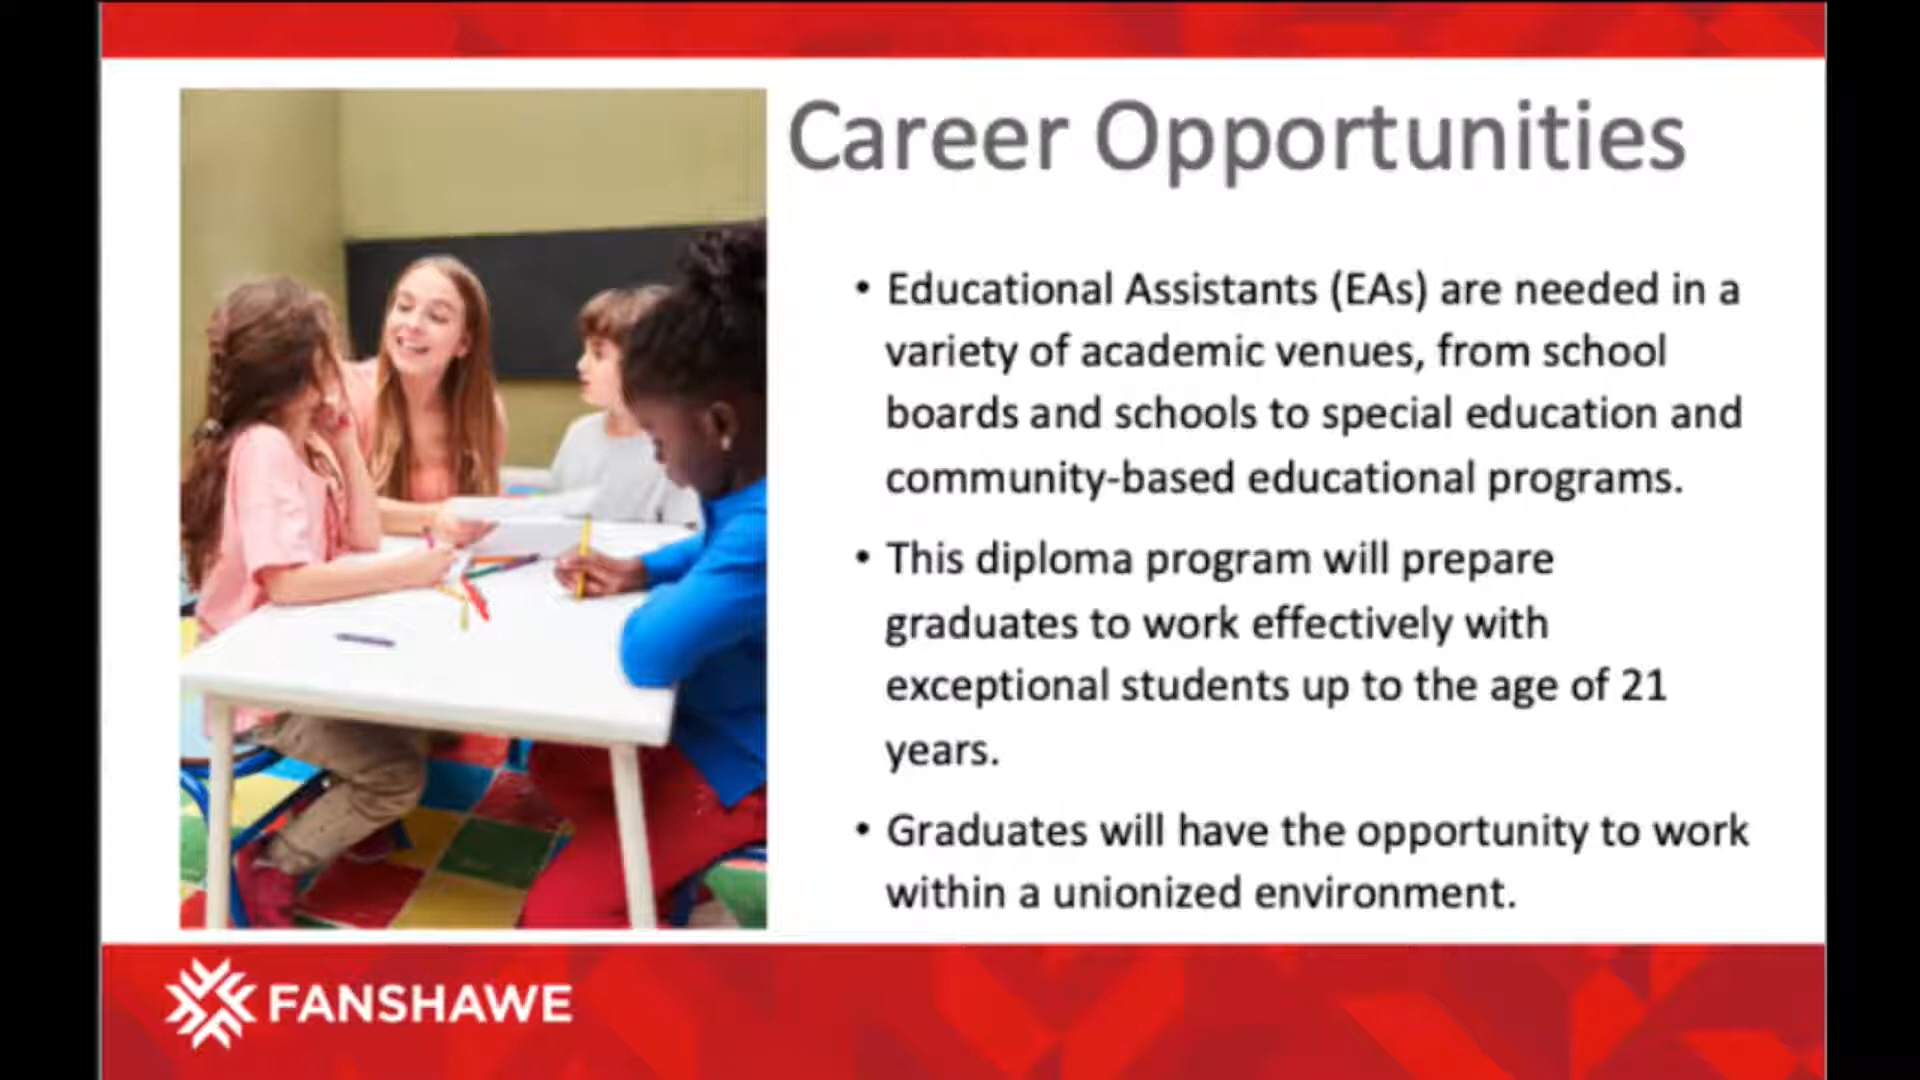 Career Opportunities
• Educational Assistants (EAs) are needed in a
variety of academic venues, from school
boards and schools to special education and
community-based educational programs.
• This diploma program will prepare
graduates to work effectively with
exceptional students up to the age of 21
years.
• Graduates will have the opportunity to work
within a unionized environment.
FANSHAWE